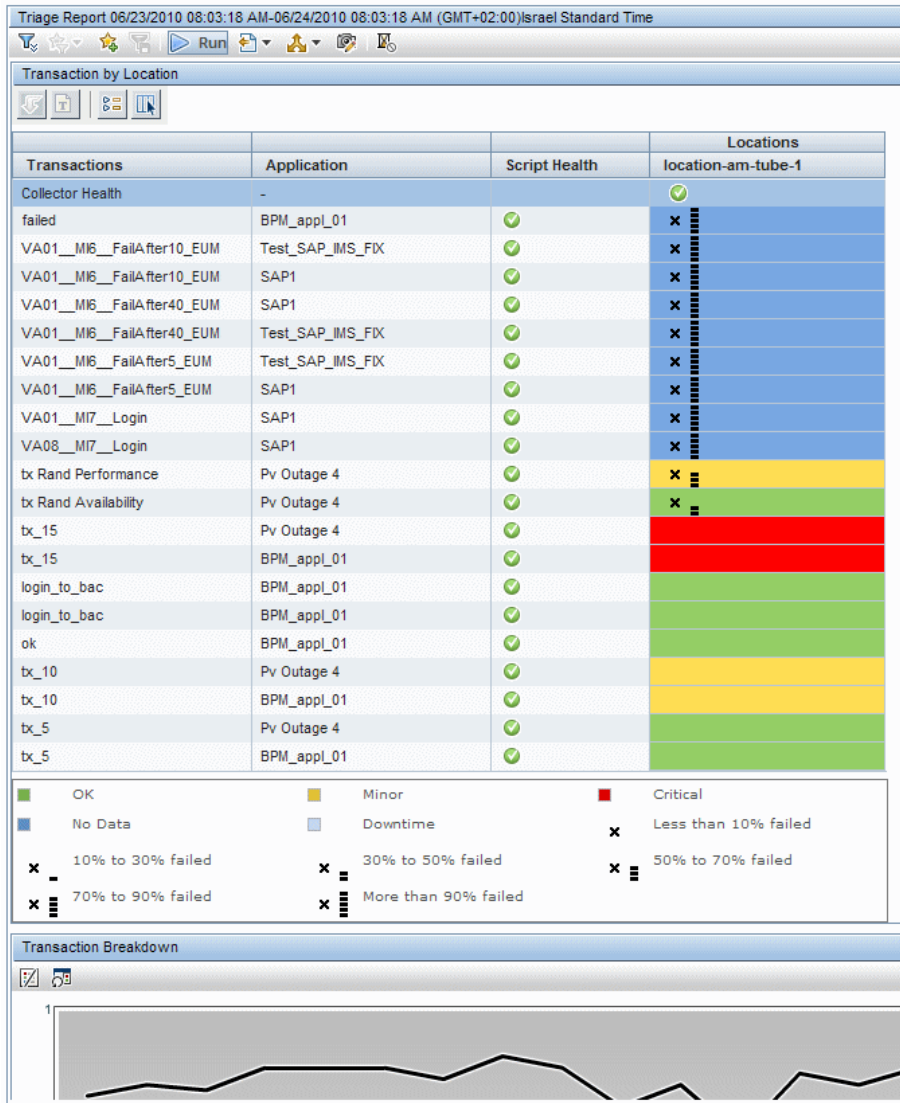 Triage Report 06/23/2010 08:03:18 AM-06/24/2010 08:03:18 AM (GMT+02:00)Israel Standard Time
Run
Transaction by Location
Locations
Transactions Application Script Health location-am-tube-1
Collector Health -
failed BPM_appl_01
VA01__MI6__FailAfter10_EUM Test_SAP_IMS_FIX
VA01__MI6__FailAfter10_EUM SAP1
VA01__MI6__FailAfter40_EUM SAP1
VA01__MI6__FailAfter40_EUM Test_SAP_IMS_FIX
VA01__MI6__FailAfter5_EUM Test_SAP_IMS_FIX
VA01__MI6__FailAfter5_EUM SAP1
VA01__MI7__Login SAP1
VA08__MI7__Login SAP1
tx Rand Performance Pv Outage 4
tx Rand Availability Pv Outage 4
tx_15 Pv Outage 4
tx_15 BPM_appl_01
login_to_bac BPM_appl_01
login_to_bac BPM_appl_01
ok BPM_appl_01
tx_10 Pv Outage 4
tx_10 BPM_appl_01
tx_5 Pv Outage 4
tx_5 BPM_appl_01
OK Minor Critical
No Data Downtime Less than 10% failed
10% to 30% failed 30% to 50% failed 50% to 70% failed
70% to 90% failed More than 90% failed
Transaction Breakdown
1